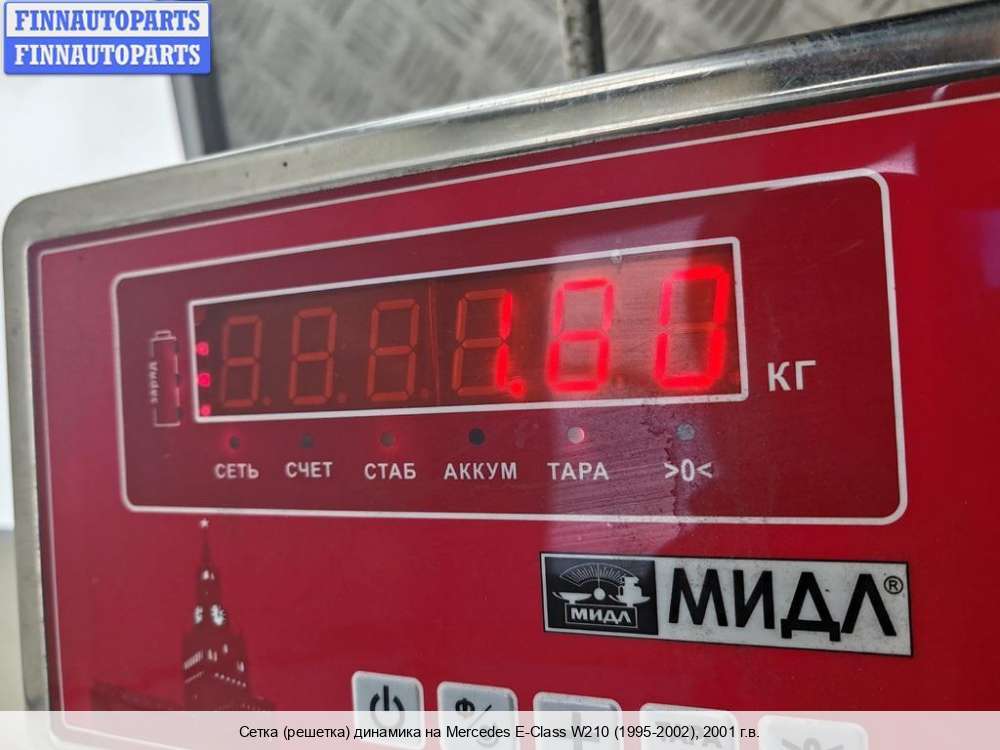 FINNAUTOPARTS
FINNAUTOPARTS
заряд
1.80 КГ
СЕТЬ СЧЕТ СТАБ АККУМ ТАРА >0<
МИДЛ МИДЛ®
Сетка (решетка) динамика на Mercedes E-Class W210 (1995-2002), 2001 г.в.